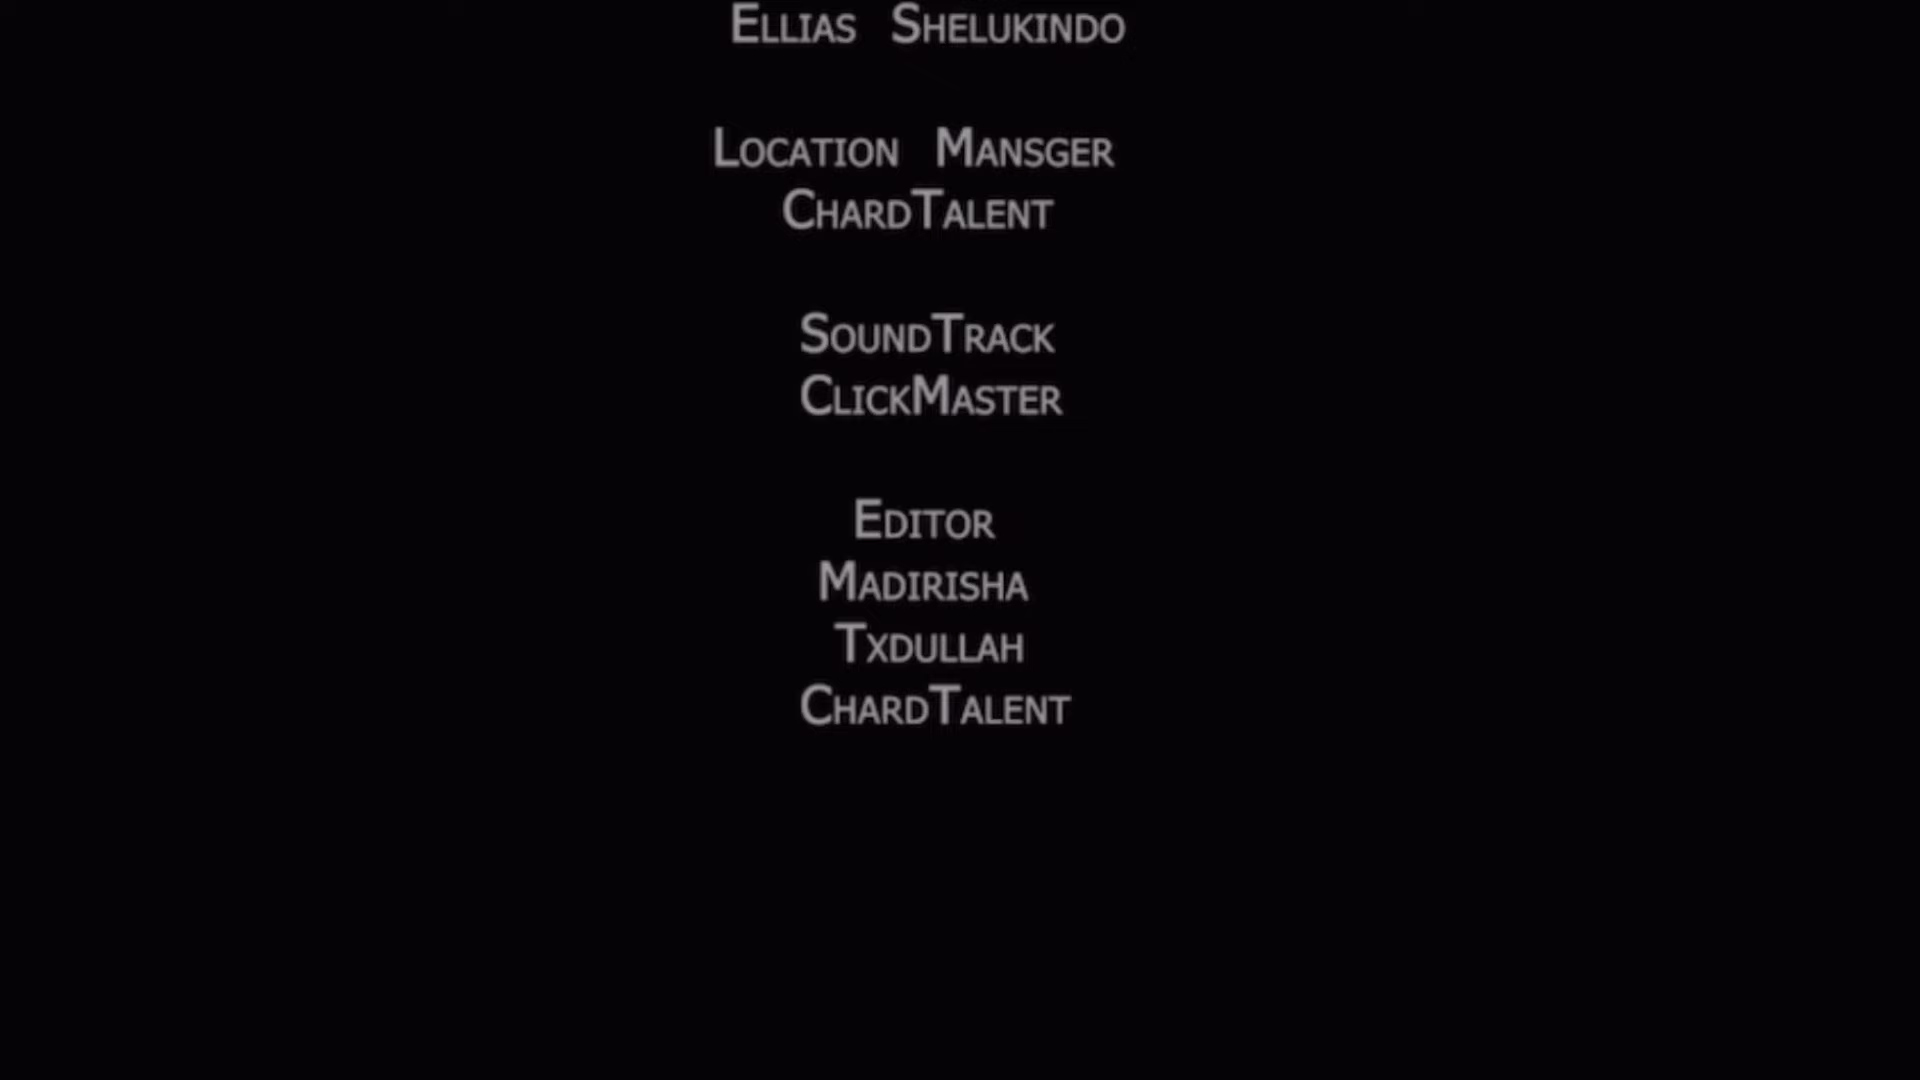 Ellias Shelukindo
Location Mansger
ChardTalent
SoundTrack
ClickMaster
Editor
Madirisha
Txdullah
ChardTalent